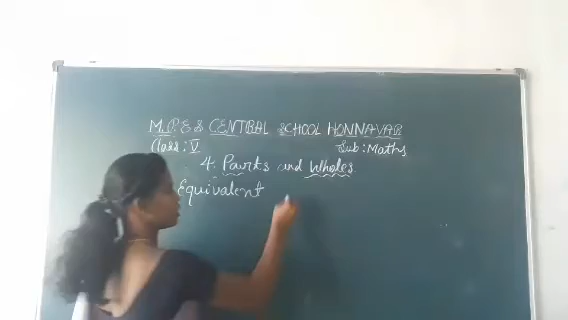 M.P.E.S CENTRAL SCHOOL HONNAVAR
Class : V Sub : Maths
4. Parts and Wholes
Equivalent